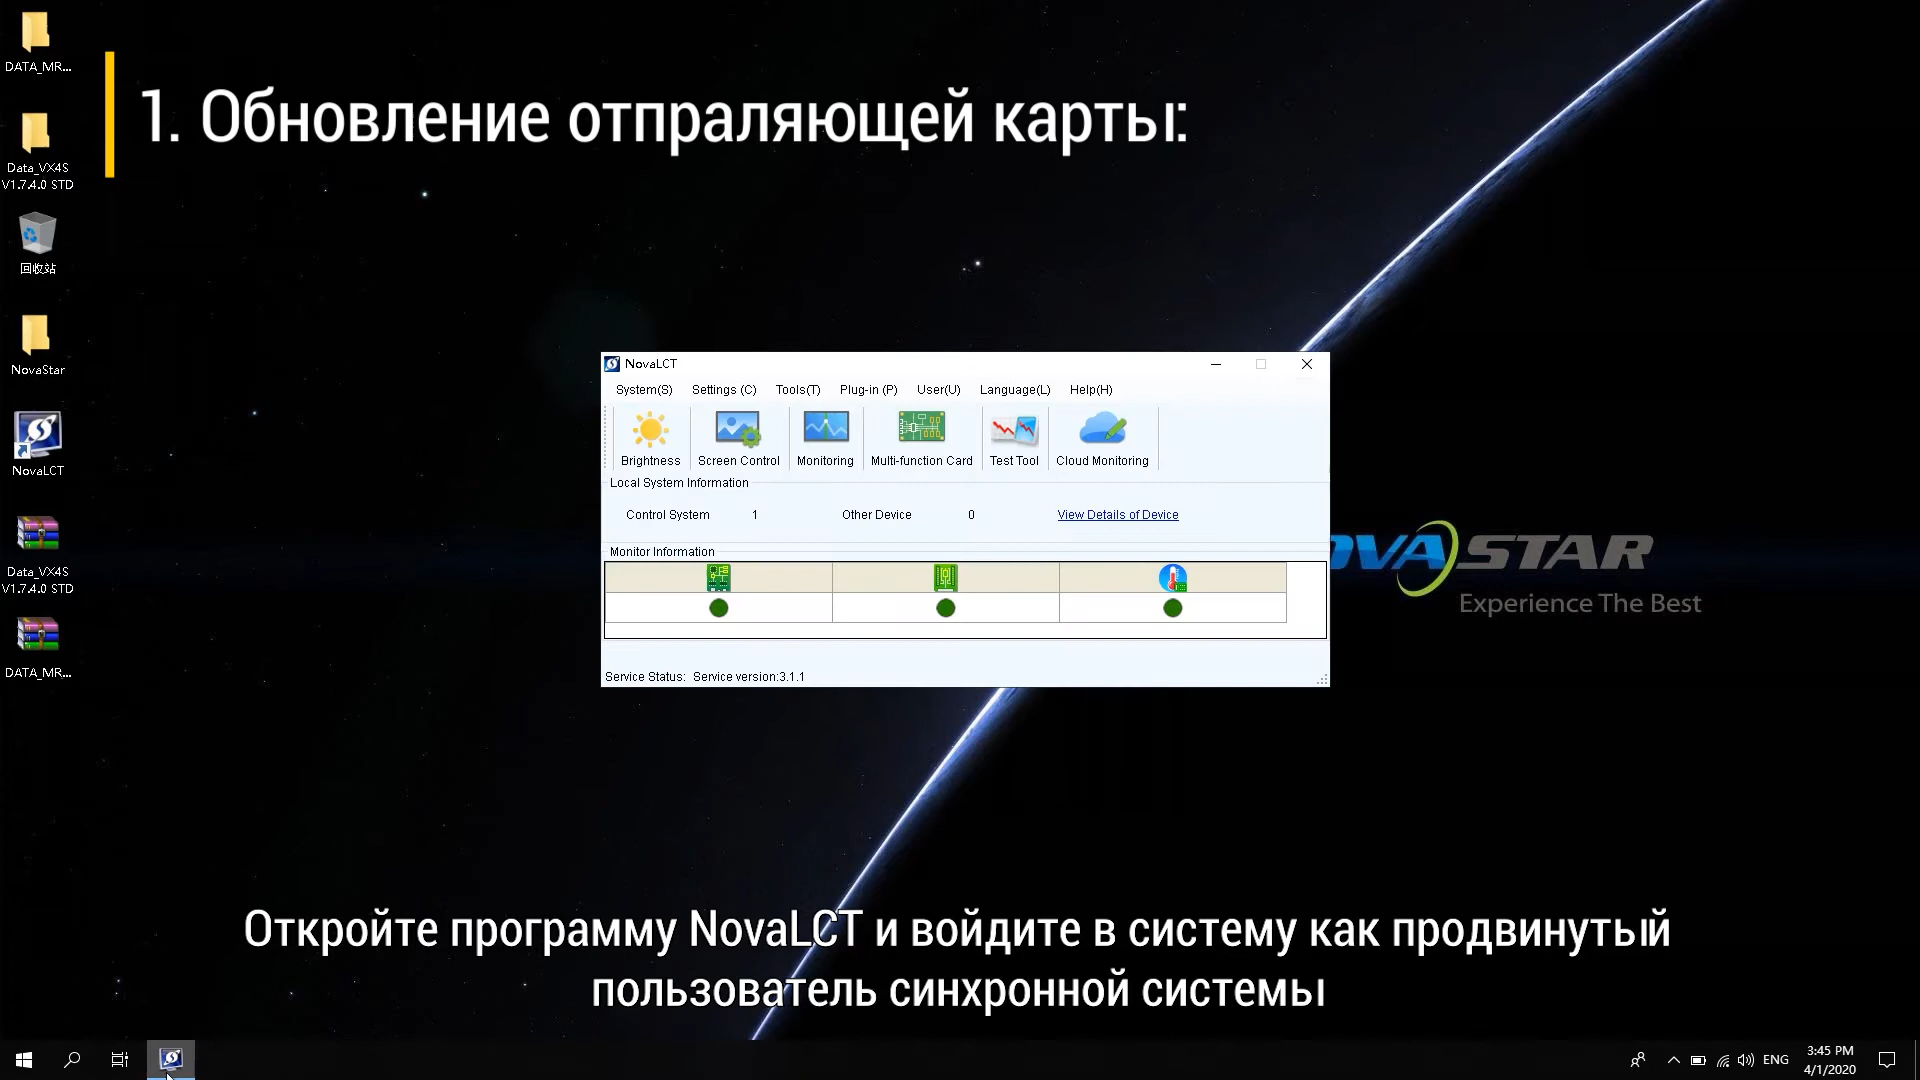 DATA_MR...
Data_VX4S
V1.7.4.0 STD
回收站
NovaStar
NovaLCT
Data_VX4S
V1.7.4.0 STD
DATA_MR...
1. Обновление отпраляющей карты:
NovaLCT
System(S) Settings (C) Tools(T) Plug-in (P) User(U) Language(L) Help(H)
Brightness Screen Control Monitoring Multi-function Card Test Tool Cloud Monitoring
Local System Information
Control System 1 Other Device 0 View Details of Device
Monitor Information
Service Status: Service version:3.1.1
OVASTAR
Experience The Best
Откройте программу NovaLCT и войдите в систему как продвинутый
пользователь синхронной системы
ENG
3:45 PM
4/1/2020